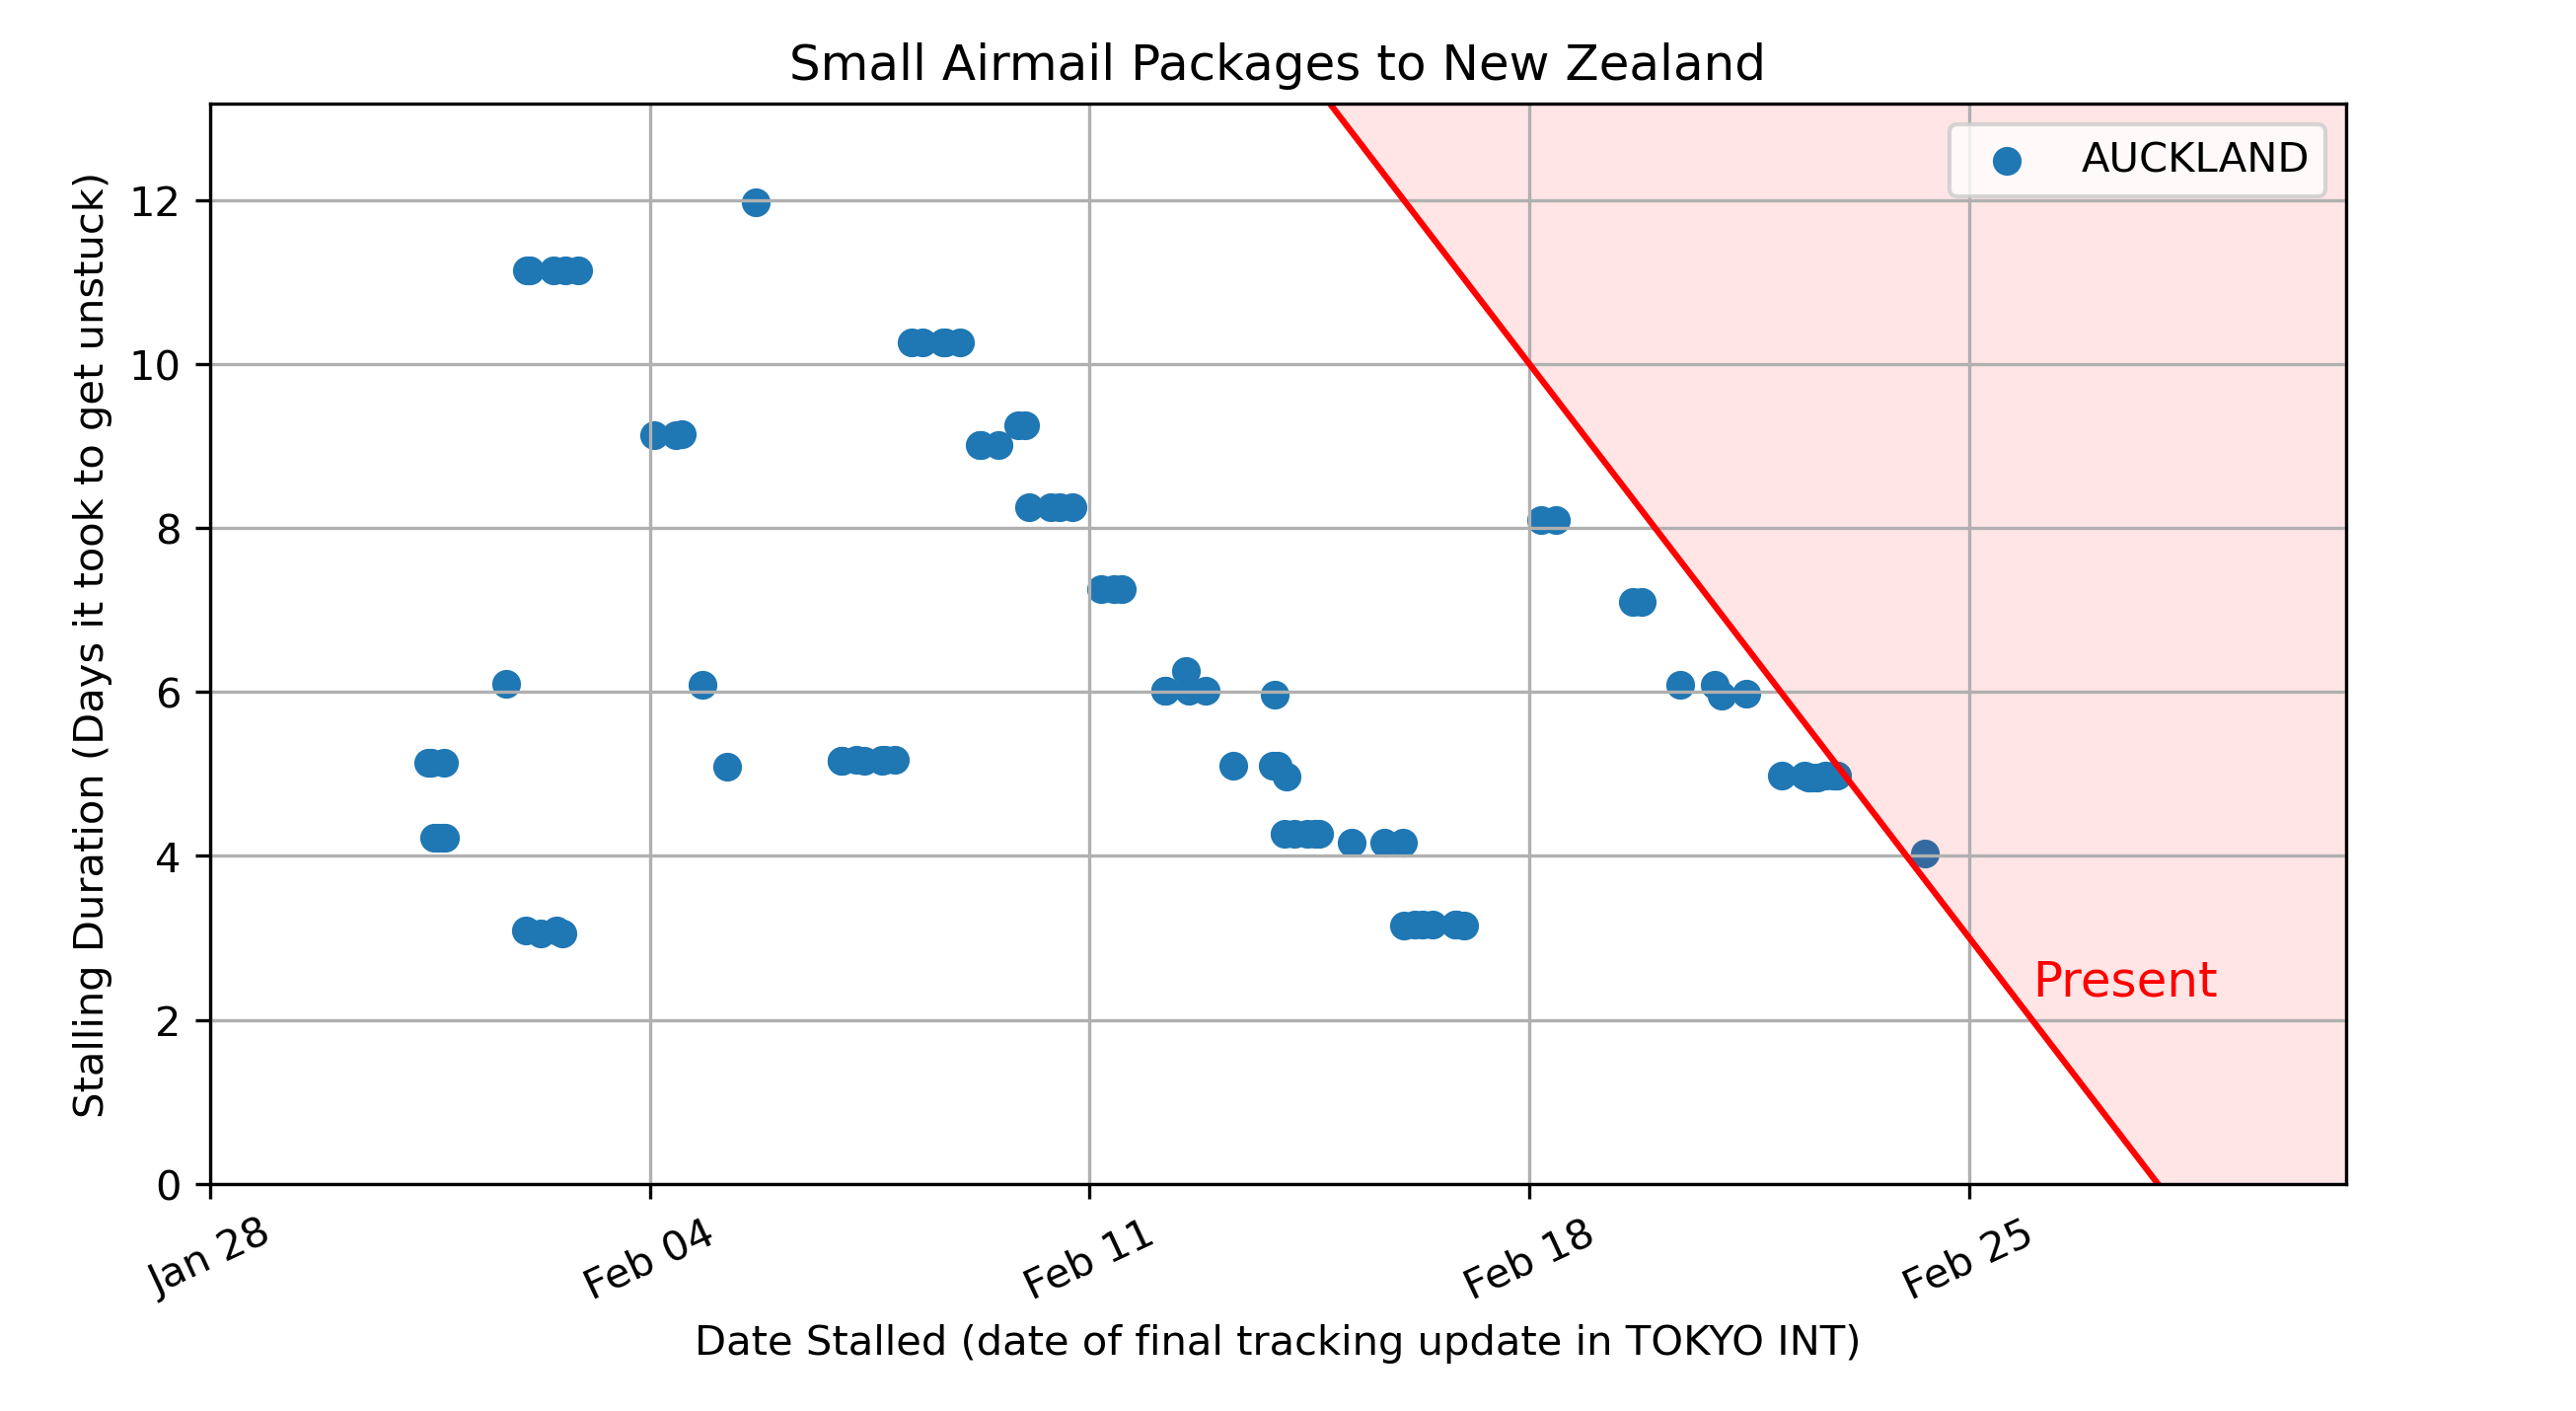 Small Airmail Packages to New Zealand
AUCKLAND
Stalling Duration (Days it took to get unstuck)
12
10
8
6
4
2
0
Present
Jan 28
Feb 04
Feb 11
Feb 18
Feb 25
Date Stalled (date of final tracking update in TOKYO INT)